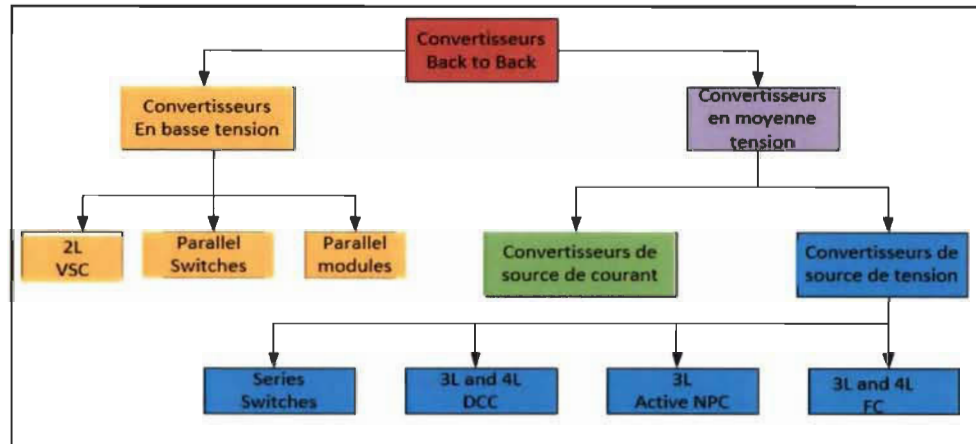 Convertisseurs
Back to Back
Convertisseurs
En basse tension
Convertisseurs
en moyenne
tension
2L
VSC
Parallel
Switches
Parallel
modules
Convertisseurs de
source de courant
Convertisseurs de
source de tension
Series
Switches
3L and 4L
DCC
3L
Active NPC
3L and 4L
FC